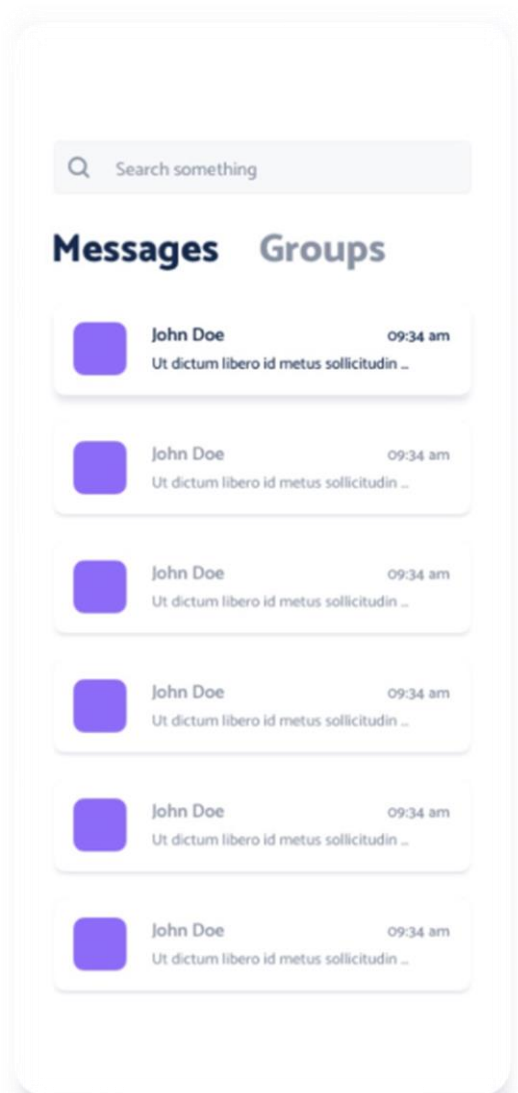 Search something
Messages Groups
John Doe 09:34 am
Ut dictum libero id metus sollicitudin ...
John Doe 09:34 am
Ut dictum libero id metus sollicitudin ...
John Doe 09:34 am
Ut dictum libero id metus sollicitudin ...
John Doe 09:34 am
Ut dictum libero id metus sollicitudin ...
John Doe 09:34 am
Ut dictum libero id metus sollicitudin ...
John Doe 09:34 am
Ut dictum libero id metus sollicitudin ...